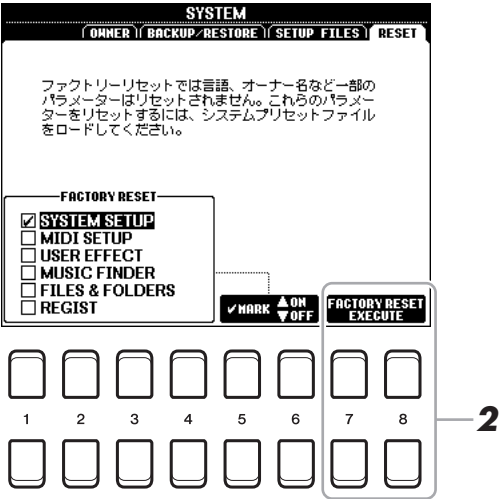 SYSTEM
OWNER BACKUP/RESTORE SETUP FILES RESET
ファクトリーリセットでは言語、オーナー名など一部の
パラメーターはリセットされません。これらのパラメー
ターをリセットするには、システムプリセットファイル
をロードしてください。
FACTORY RESET
✓ SYSTEM SETUP
MIDI SETUP
USER EFFECT
MUSIC FINDER
FILES & FOLDERS
REGIST
✓MARK ▲ON
▼OFF
FACTORY RESET
EXECUTE
1 2 3 4 5 6 7 8
2